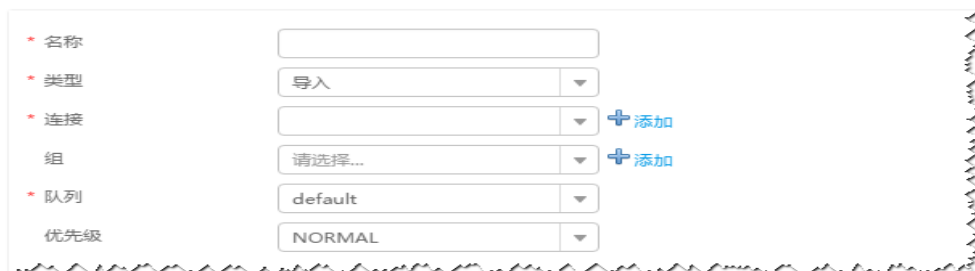 * 名称
* 类型 导入
* 连接 添加
组 请选择... 添加
* 队列 default
优先级 NORMAL